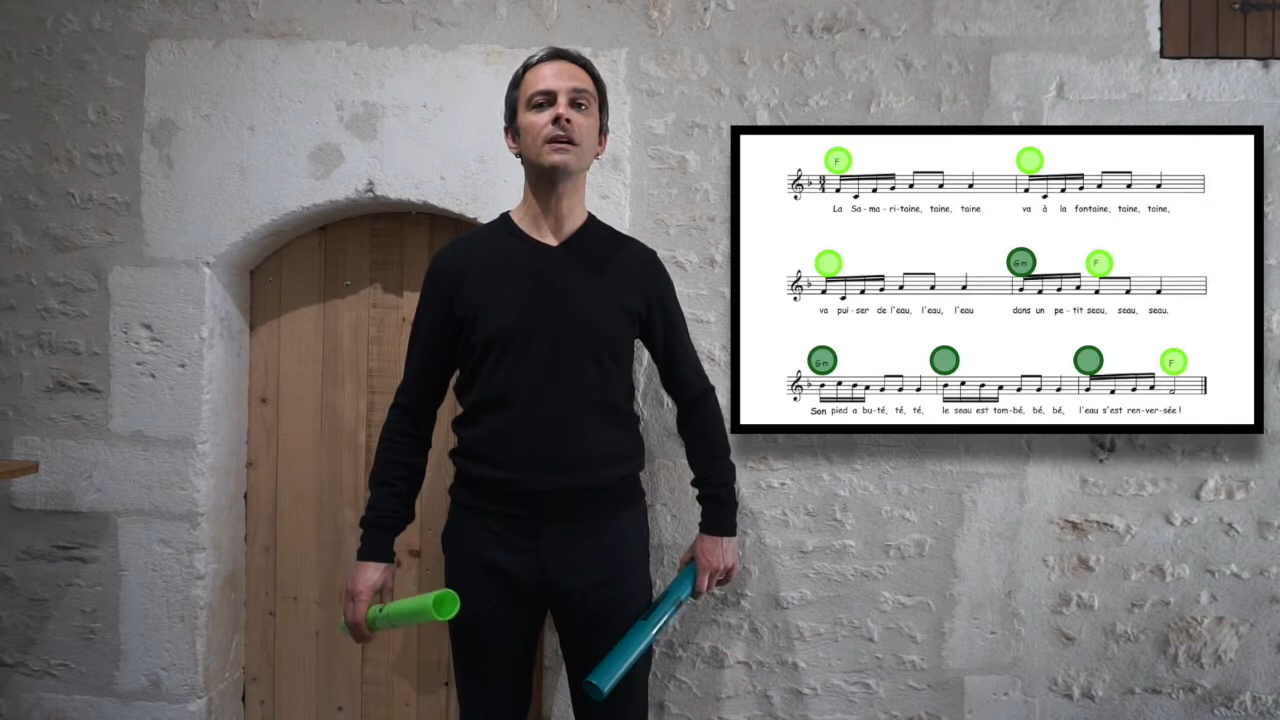 F
La Sa-ma-ri-taine, taine, taine va à la fontaine, taine, taine,
Gm F
va pui-ser de l'eau, l'eau, l'eau dans un pe-tit seau, seau, seau.
Gm F
Son pied a bu-té, té, té, le seau est tom-bé, bé, bé, l'eau s'est ren-ver-sée !